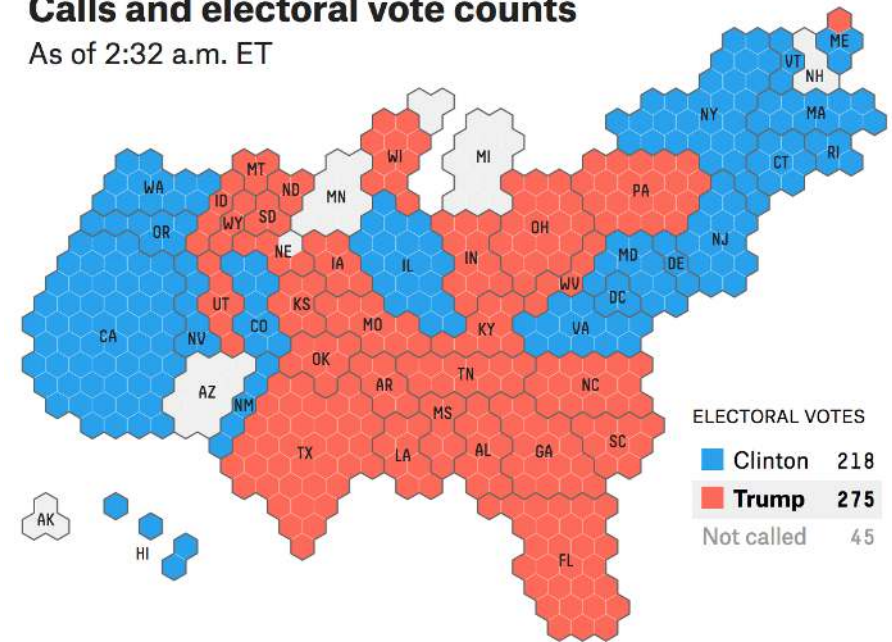 Calls and electoral vote counts
As of 2:32 a.m. ET
ME
VT
NH
NY
MA
WI
MI
CT
RI
WA
MT
ND
MN
PA
ID
WY
SD
OR
OH
NJ
NE
IA
IL
IN
MD
DE
WV
DC
UT
KS
CA
NV
CO
MO
KY
VA
OK
TN
AZ
AR
NC
NM
MS
TX
LA
AL
GA
SC
ELECTORAL VOTES
Clinton 218
Trump 275
Not called 45
AK
HI
FL